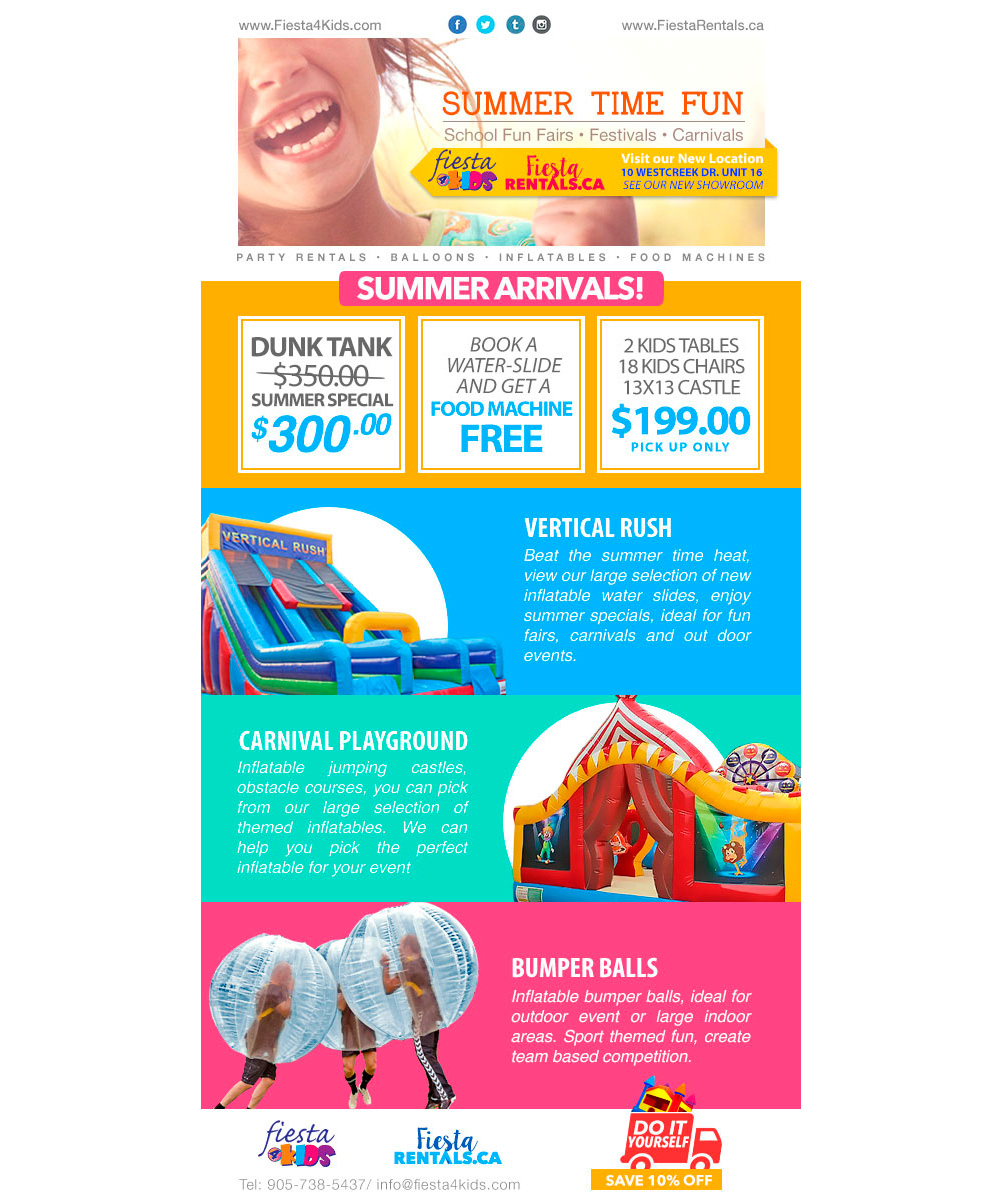 www.Fiesta4Kids.com
www.FiestaRentals.ca
SUMMER TIME FUN
School Fun Fairs • Festivals • Carnivals
fiesta
4 KIDS
Fiesta
RENTALS.CA
Visit our New Location
10 WESTCREEK DR. UNIT 16
SEE OUR NEW SHOWROOM
PARTY RENTALS · BALLOONS · INFLATABLES · FOOD MACHINES
SUMMER ARRIVALS!
DUNK TANK
$350.00
SUMMER SPECIAL
$300.00
BOOK A
WATER-SLIDE
AND GET A
FOOD MACHINE
FREE
2 KIDS TABLES
18 KIDS CHAIRS
13X13 CASTLE
$199.00
PICK UP ONLY
VERTICAL RUSH
VERTICAL RUSH
Beat the summer time heat,
view our large selection of new
inflatable water slides, enjoy
summer specials, ideal for fun
fairs, carnivals and out door
events.
CARNIVAL PLAYGROUND
Inflatable jumping castles,
obstacle courses, you can pick
from our large selection of
themed inflatables. We can
help you pick the perfect
inflatable for your event
BUMPER BALLS
Inflatable bumper balls, ideal for
outdoor event or large indoor
areas. Sport themed fun, create
team based competition.
fiesta
4 KIDS
Fiesta
RENTALS.CA
DO IT
YOURSELF
SAVE 10% OFF
Tel: 905-738-5437/ info@fiesta4kids.com